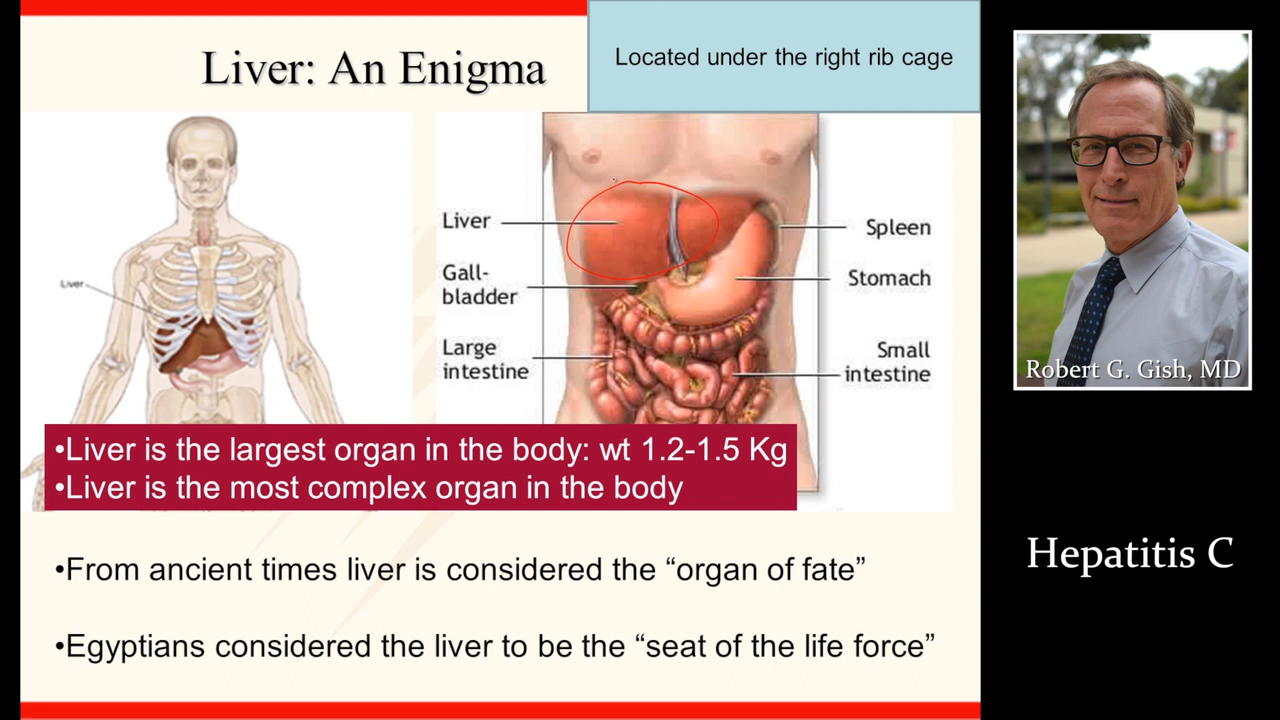 Liver: An Enigma
Located under the right rib cage
Liver
Liver
Gall-
bladder
Large
intestine
Spleen
Stomach
Small
intestine
•Liver is the largest organ in the body: wt 1.2-1.5 Kg
•Liver is the most complex organ in the body
•From ancient times liver is considered the “organ of fate”
•Egyptians considered the liver to be the “seat of the life force”
Robert G. Gish, MD
Hepatitis C